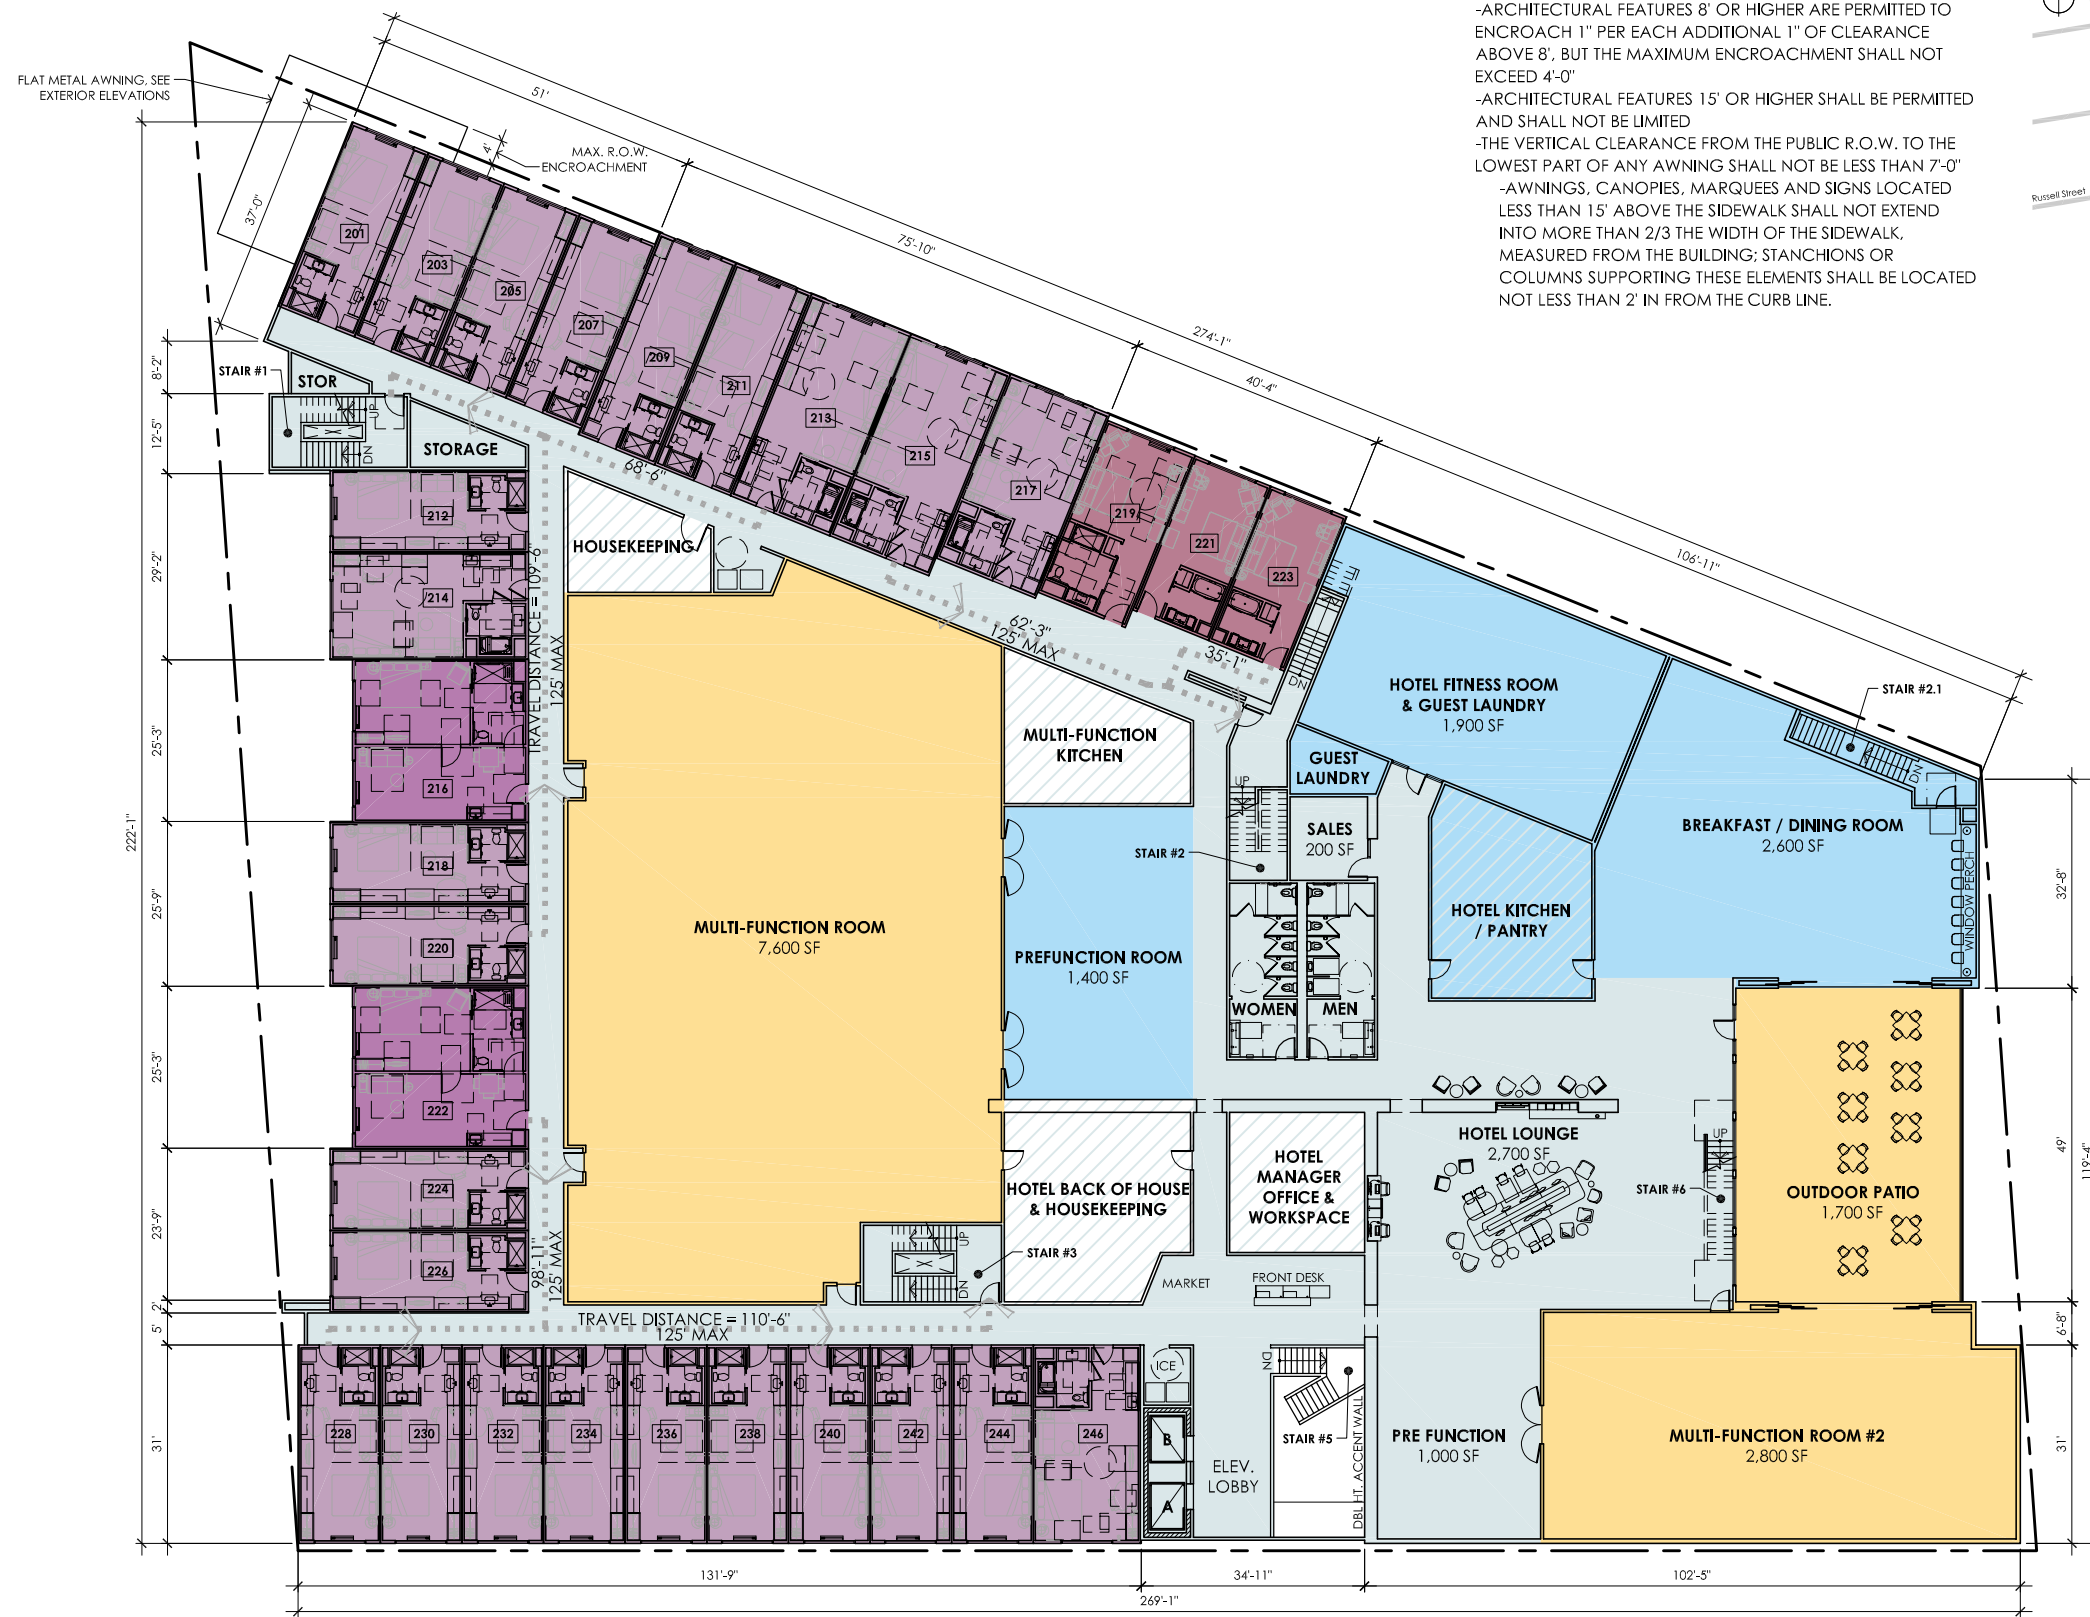 -ARCHITECTURAL FEATURES 8' OR HIGHER ARE PERMITTED TO
ENCROACH 1" PER EACH ADDITIONAL 1" OF CLEARANCE
ABOVE 8', BUT THE MAXIMUM ENCROACHMENT SHALL NOT
EXCEED 4'-0"
-ARCHITECTURAL FEATURES 15' OR HIGHER SHALL BE PERMITTED
AND SHALL NOT BE LIMITED
-THE VERTICAL CLEARANCE FROM THE PUBLIC R.O.W. TO THE
LOWEST PART OF ANY AWNING SHALL NOT BE LESS THAN 7'-0"
-AWNINGS, CANOPIES, MARQUEES AND SIGNS LOCATED
LESS THAN 15' ABOVE THE SIDEWALK SHALL NOT EXTEND
INTO MORE THAN 2/3 THE WIDTH OF THE SIDEWALK,
MEASURED FROM THE BUILDING; STANCHIONS OR
COLUMNS SUPPORTING THESE ELEMENTS SHALL BE LOCATED
NOT LESS THAN 2' IN FROM THE CURB LINE.
Russell Street
FLAT METAL AWNING, SEE
EXTERIOR ELEVATIONS
MAX. R.O.W.
ENCROACHMENT
4'
51'
37'-0"
75'-10"
274'-1"
40'-4"
106'-11"
201
203
205
207
209
211
213
215
217
219
221
223
8'-2"
12'-5"
29'-2"
25'-3"
25'-9"
25'-3"
23'-9"
2'
5'
31'
222'-1"
STAIR #1
STOR
UP
DN
STORAGE
68'-6"
62'-3"
125' MAX
35'-1"
HOUSEKEEPING
TRAVEL DISTANCE = 109'-6"
125' MAX
212
214
216
218
220
222
224
226
MULTI-FUNCTION ROOM
7,600 SF
MULTI-FUNCTION
KITCHEN
PREFUNCTION ROOM
1,400 SF
DN
HOTEL FITNESS ROOM
& GUEST LAUNDRY
1,900 SF
GUEST
LAUNDRY
UP
SALES
200 SF
STAIR #2
STAIR #2.1
DN
BREAKFAST / DINING ROOM
2,600 SF
WINDOW PERCH
HOTEL KITCHEN
/ PANTRY
WOMEN
MEN
32'-8"
49'
119'-4"
6'-8"
31'
HOTEL LOUNGE
2,700 SF
UP
STAIR #6
OUTDOOR PATIO
1,700 SF
HOTEL
MANAGER
OFFICE &
WORKSPACE
HOTEL BACK OF HOUSE
& HOUSEKEEPING
UP
DN
STAIR #3
98'-11"
125' MAX
MARKET
FRONT DESK
TRAVEL DISTANCE = 110'-6"
125' MAX
228
230
232
234
236
238
240
242
244
246
ICE
B
A
ELEV.
LOBBY
DN
STAIR #5
DBL HT. ACCENT WALL
PRE FUNCTION
1,000 SF
MULTI-FUNCTION ROOM #2
2,800 SF
131'-9"
34'-11"
102'-5"
269'-1"